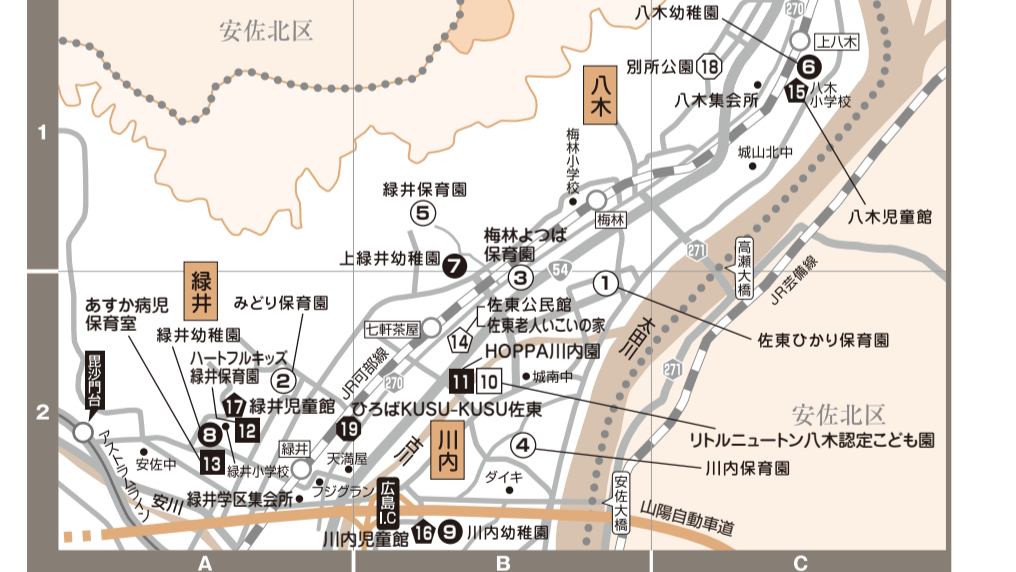 安佐北区
八木幼稚園
270
上八木
別所公園
18
6
八木
八木集会所
15
八木
小学校
1
梅林小学校
城山北中
緑井保育園
5
梅林
八木児童館
梅林よつば
保育園
上緑井幼稚園
7
3
54
271
高瀬大橋
JR芸備線
緑井
1
あすか病児
保育室
みどり保育園
佐東公民館
佐東老人いこいの家
14
緑井幼稚園
七軒茶屋
太田川
佐東ひかり保育園
HOPPA川内園
ハートフルキッズ
緑井保育園
2
JR可部線
270
11
10
城南中
271
毘沙門台
17
緑井児童館
ひろばKUSU-KUSU佐東
安佐北区
2
8
12
19
川内
古川
4
リトルニュートン八木認定こども園
アストラムライン
安佐中
13
緑井小学校
緑井
天満屋
川内保育園
ダイキ
安川
緑井学区集会所
フジグラン
広島I.C
安佐大橋
山陽自動車道
川内児童館
16
9
川内幼稚園
A
B
C